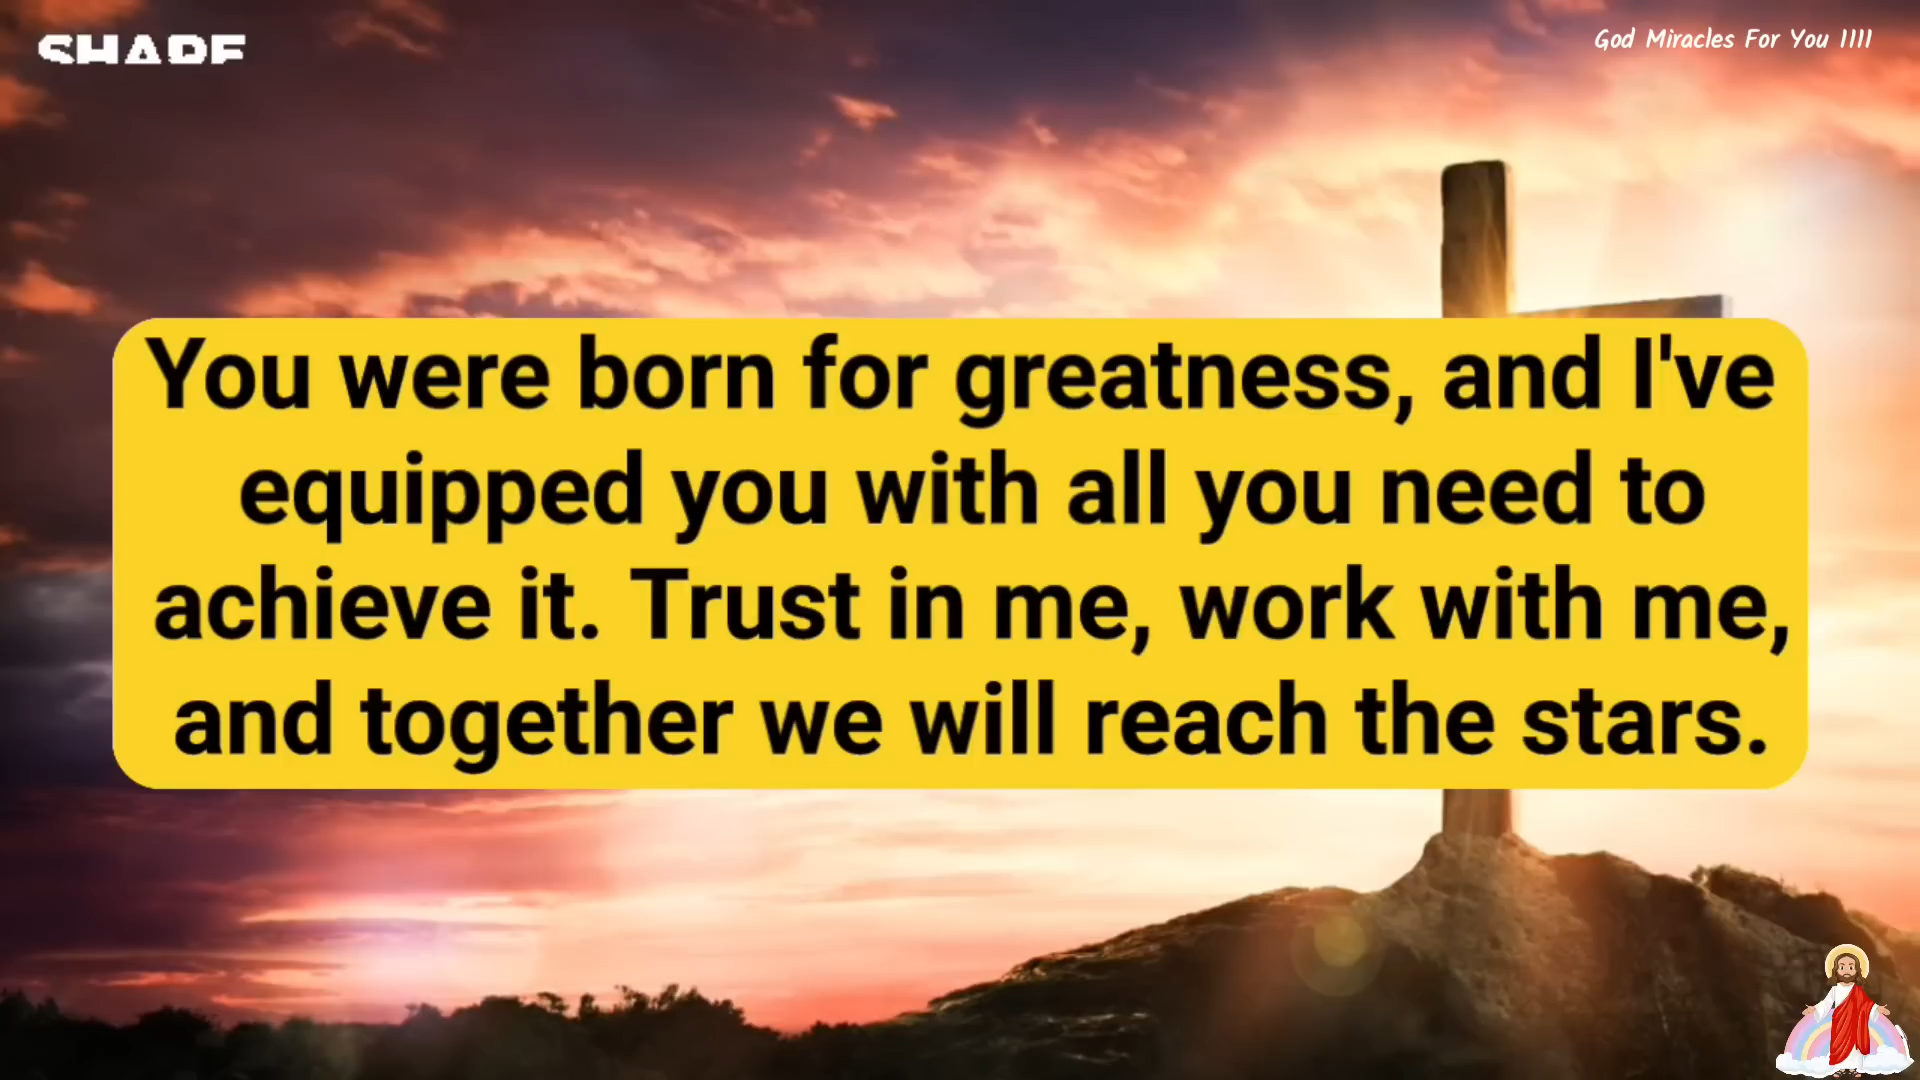 SHARE
God Miracles For You 1111
You were born for greatness, and I've
equipped you with all you need to
achieve it. Trust in me, work with me,
and together we will reach the stars.